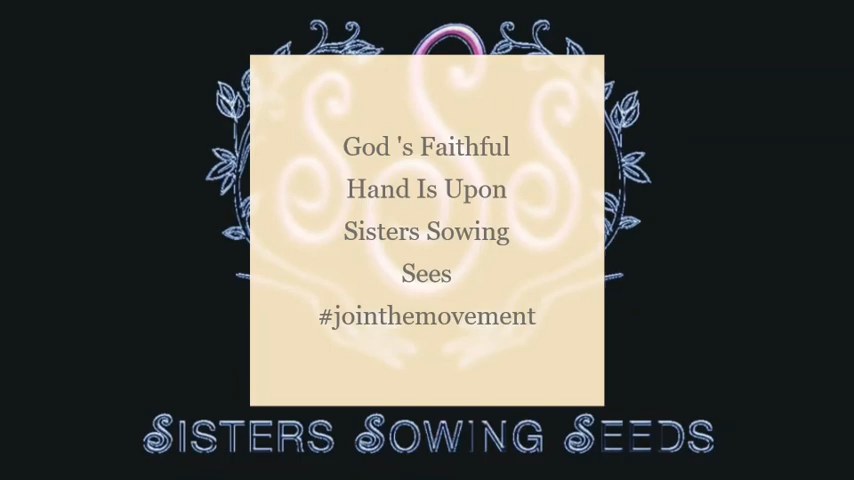 God 's Faithful
Hand Is Upon
Sisters Sowing
Sees
#jointhemovement
SISTERS SOWING SEEDS